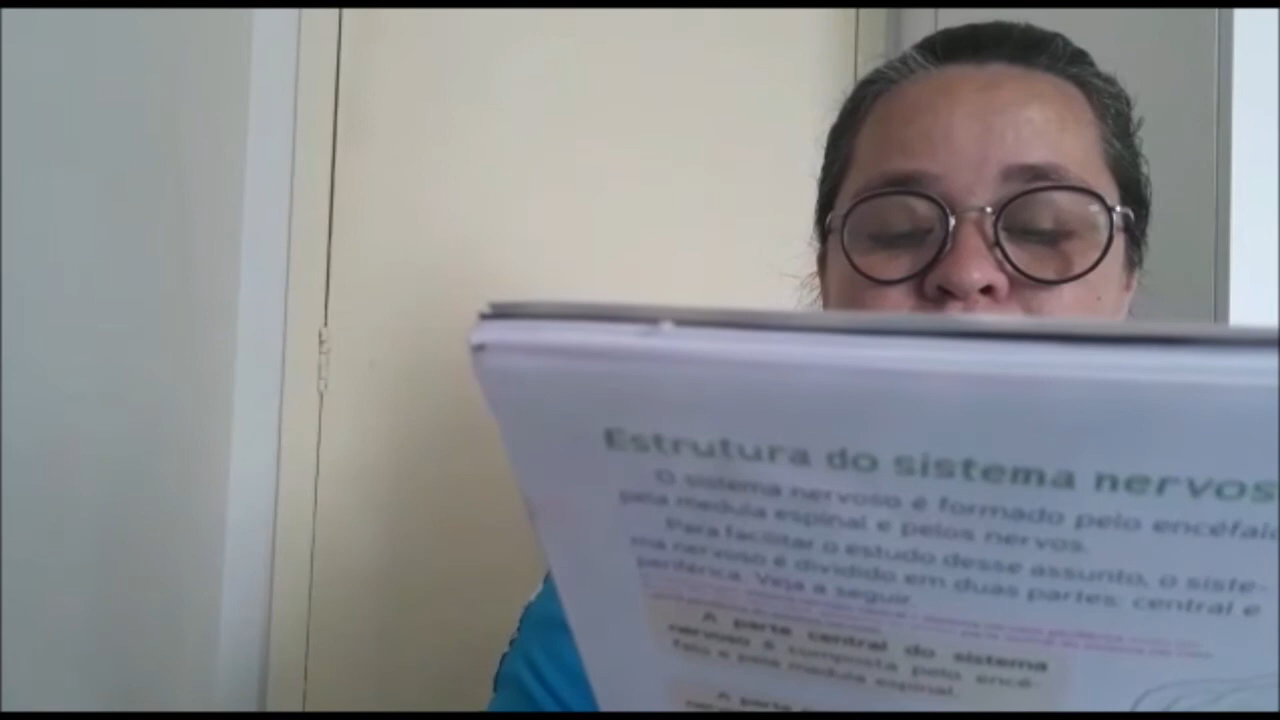 Estrutura do sistema nervos
O sistema nervoso é formado pelo encéfalo
pela medula espinal e pelos nervos.
Para facilitar o estudo desse assunto, o siste-
ma nervoso é dividido em duas partes: central e
periférica. Veja a seguir.
A parte central do sistema
nervoso é composta pelo encé-
falo e pela medula espinal.
A parte